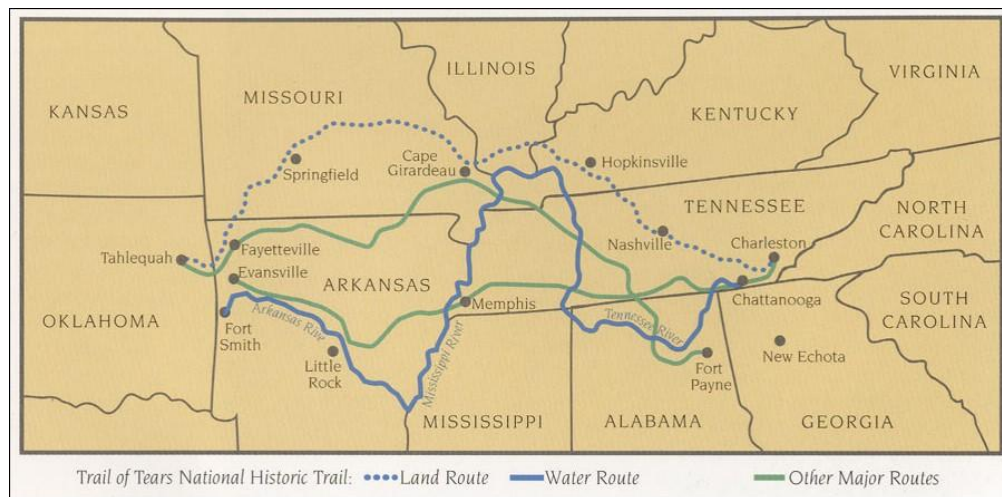 ILLINOIS
VIRGINIA
MISSOURI
KANSAS
KENTUCKY
Cape
Girardeau
Hopkinsville
Springfield
TENNESSEE
NORTH
CAROLINA
Nashville
Charleston
Fayetteville
Tahlequah
Evansville
ARKANSAS
Chattanooga
Memphis
SOUTH
CAROLINA
OKLAHOMA
Fort
Smith
Arkansas Rive
Tennessee River
Mississippi River
New Echota
Little
Rock
Fort
Payne
MISSISSIPPI
ALABAMA
GEORGIA
Trail of Tears National Historic Trail: Land Route Water Route Other Major Routes